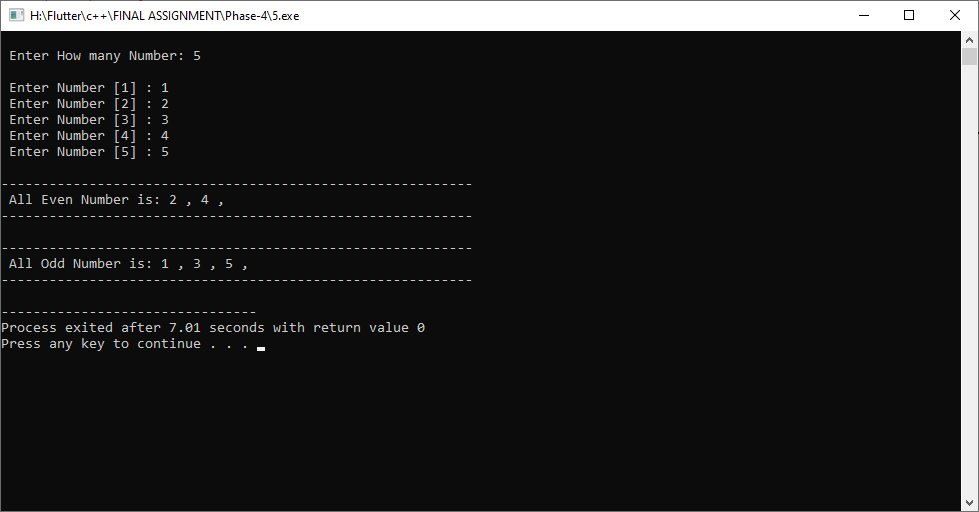 H:\Flutter\c++\FINAL ASSIGNMENT\Phase-4\5.exe
Enter How many Number: 5
Enter Number [1] : 1
Enter Number [2] : 2
Enter Number [3] : 3
Enter Number [4] : 4
Enter Number [5] : 5
-----------------------------------------------------------
All Even Number is: 2 , 4 ,
-----------------------------------------------------------
-----------------------------------------------------------
All Odd Number is: 1 , 3 , 5 ,
-----------------------------------------------------------
--------------------------------
Process exited after 7.01 seconds with return value 0
Press any key to continue . . .